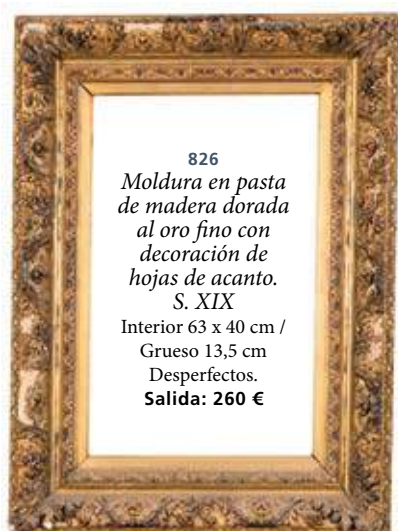 826
Moldura en pasta
de madera dorada
al oro fino con
decoración de
hojas de acanto.
S. XIX
Interior 63 x 40 cm /
Grueso 13,5 cm
Desperfectos.
Salida: 260 €